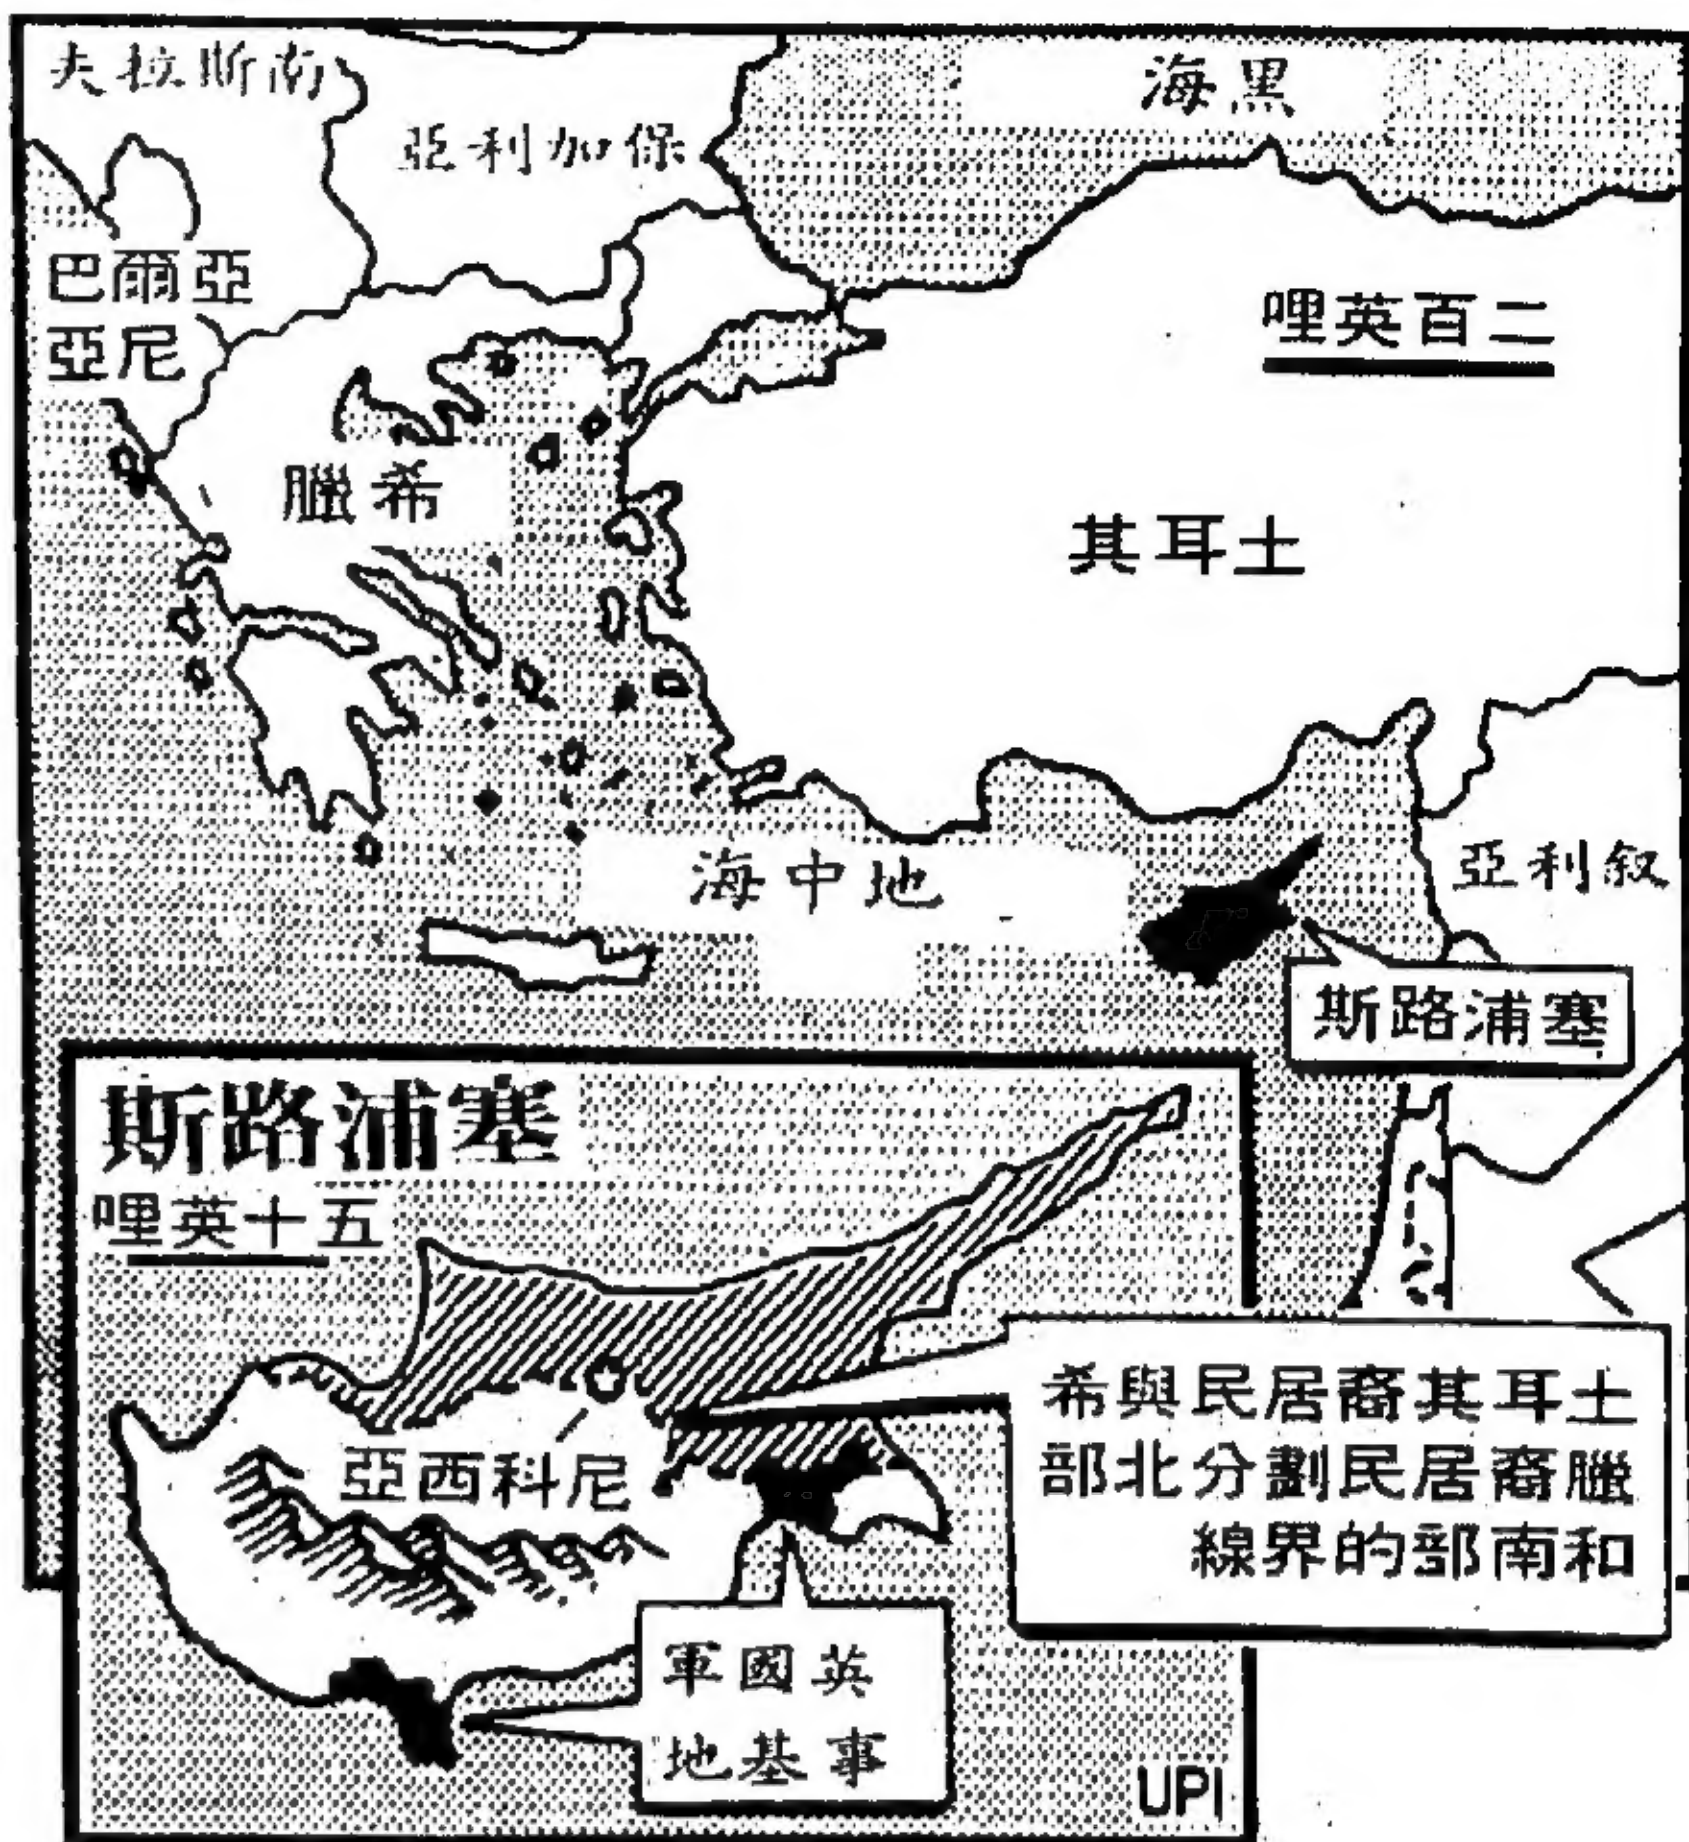 南斯拉夫
黑海
保加利亞
亞爾巴
尼亞
二百英哩
希臘
土耳其
地中海
叙利亞
塞浦路斯
塞浦路斯
五十英哩
土耳其裔居民與希
臘裔居民劃分北部
和南部的界線
尼科西亞
英國軍
事基地
UPI